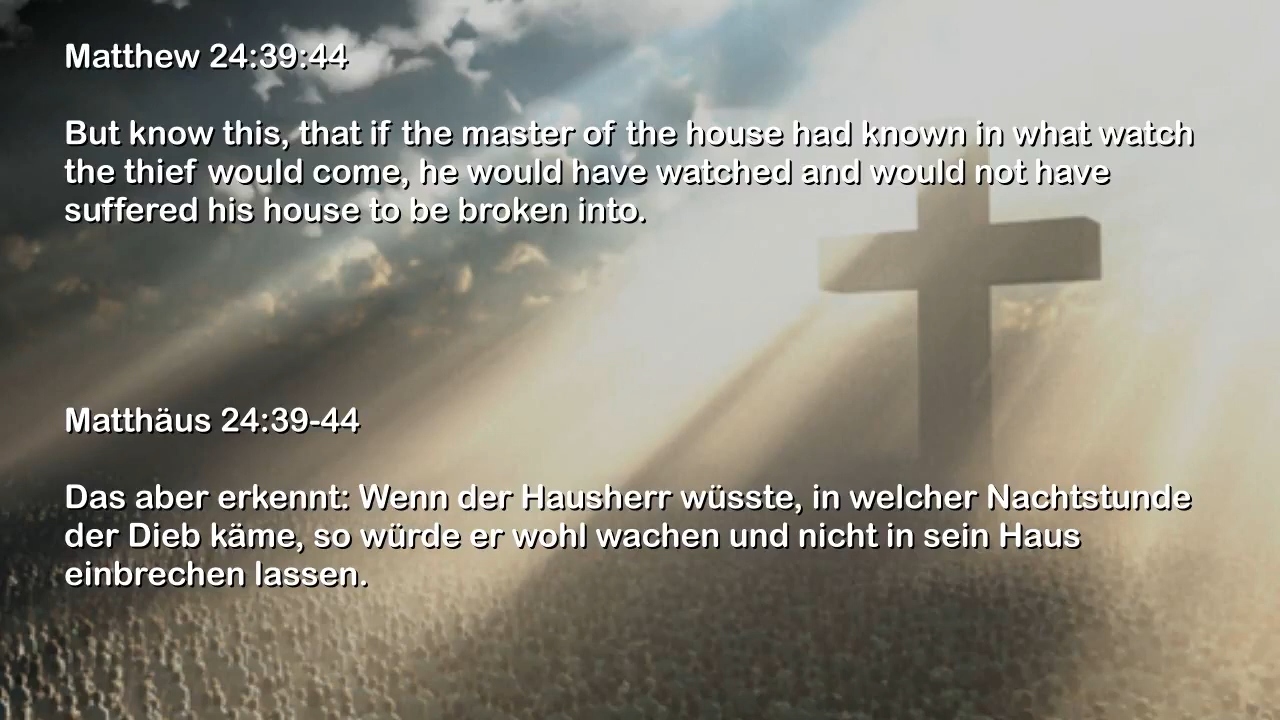 Matthew 24:39:44
But know this, that if the master of the house had known in what watch
the thief would come, he would have watched and would not have
suffered his house to be broken into.
Matthäus 24:39-44
Das aber erkennt: Wenn der Hausherr wüsste, in welcher Nachtstunde
der Dieb käme, so würde er wohl wachen und nicht in sein Haus
einbrechen lassen.